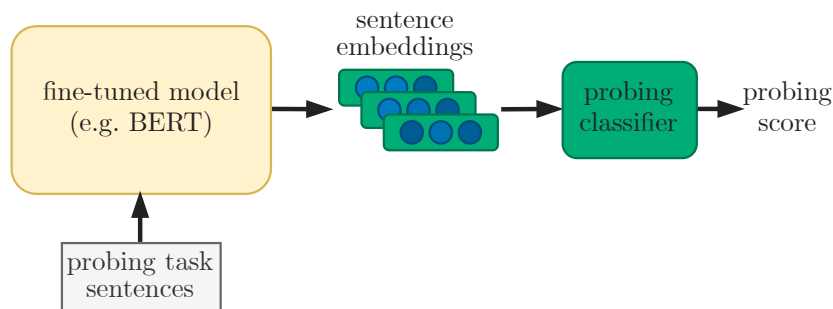 sentence
embeddings
fine-tuned model
(e.g. BERT)
probing
classifier
probing
score
probing task
sentences